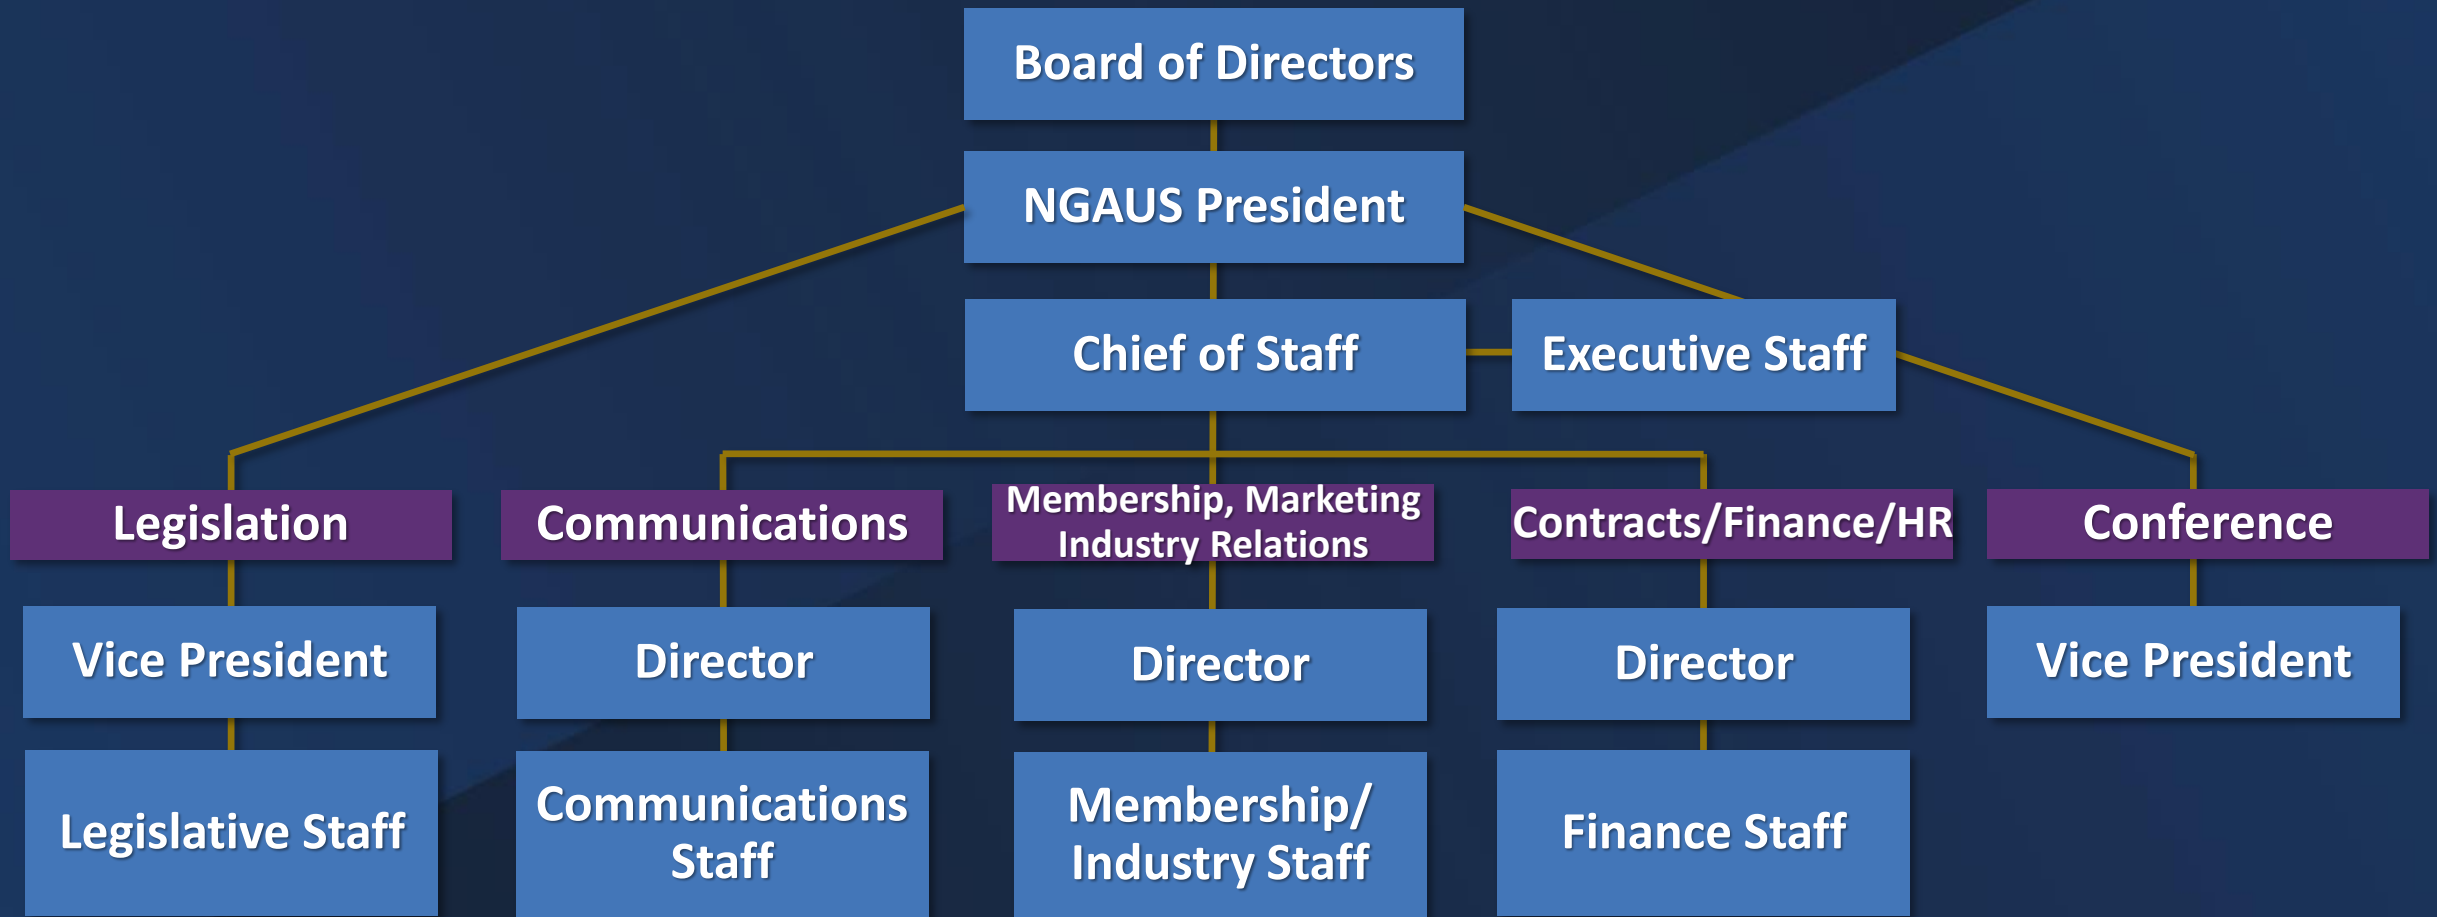 Board of Directors
NGAUS President
Chief of Staff
Executive Staff
Legislation
Communications
Membership, Marketing
Industry Relations
Contracts/Finance/HR
Conference
Vice President
Director
Director
Director
Vice President
Legislative Staff
Communications
Staff
Membership/
Industry Staff
Finance Staff